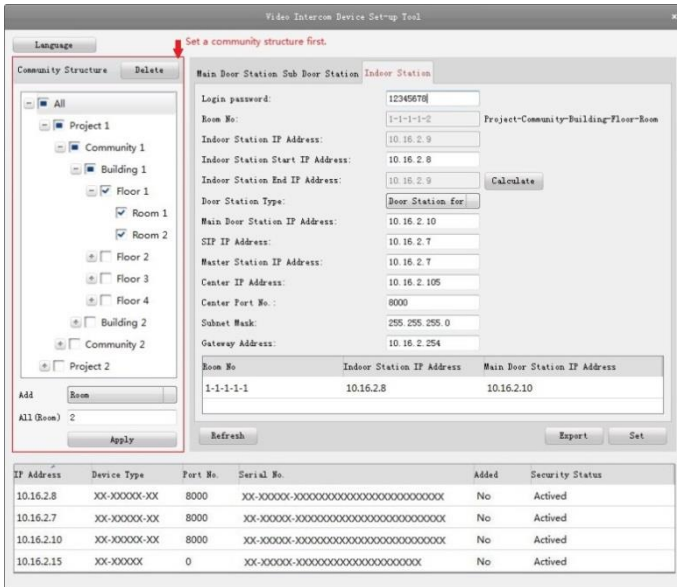 Video Intercom Device Set-up Tool
Language
Set a community structure first.
Community Structure Delete
All
Project 1
Community 1
Building 1
Floor 1
Room 1
Room 2
Floor 2
Floor 3
Floor 4
Building 2
Community 2
Project 2
Add Room
All(Room) 2
Apply
Main Door Station Sub Door Station Indoor Station
Login password: 12345678
Room No: 1-1-1-1-2 Project-Community-Building-Floor-Room
Indoor Station IP Address: 10.16.2.9
Indoor Station Start IP Address: 10.16.2.8
Indoor Station End IP Address: 10.16.2.9 Calculate
Door Station Type: Door Station for
Main Door Station IP Address: 10.16.2.10
SIP IP Address: 10.16.2.7
Master Station IP Address: 10.16.2.7
Center IP Address: 10.16.2.105
Center Port No.: 8000
Subnet Mask: 255.255.255.0
Gateway Address: 10.16.2.254
Room No Indoor Station IP Address Main Door Station IP Address
1-1-1-1-1 10.16.2.8 10.16.2.10
Refresh Export Set
IP Address Device Type Port No. Serial No. Added Security Status
10.16.2.8 XX-XXXXX-XX 8000 XX-XXXXX-XXXXXXXXXXXXXXXXXXXXXXXX No Actived
10.16.2.7 XX-XXXXX-XX 8000 XX-XXXXX-XXXXXXXXXXXXXXXXXXXXXXXX No Actived
10.16.2.10 XX-XXXXX-XX 8000 XX-XXXXX-XXXXXXXXXXXXXXXXXXXXXXXX No Actived
10.16.2.15 XX-XXXXX 0 XX-XXXXX-XXXXXXXXXXXXXXXXXXXX No Actived